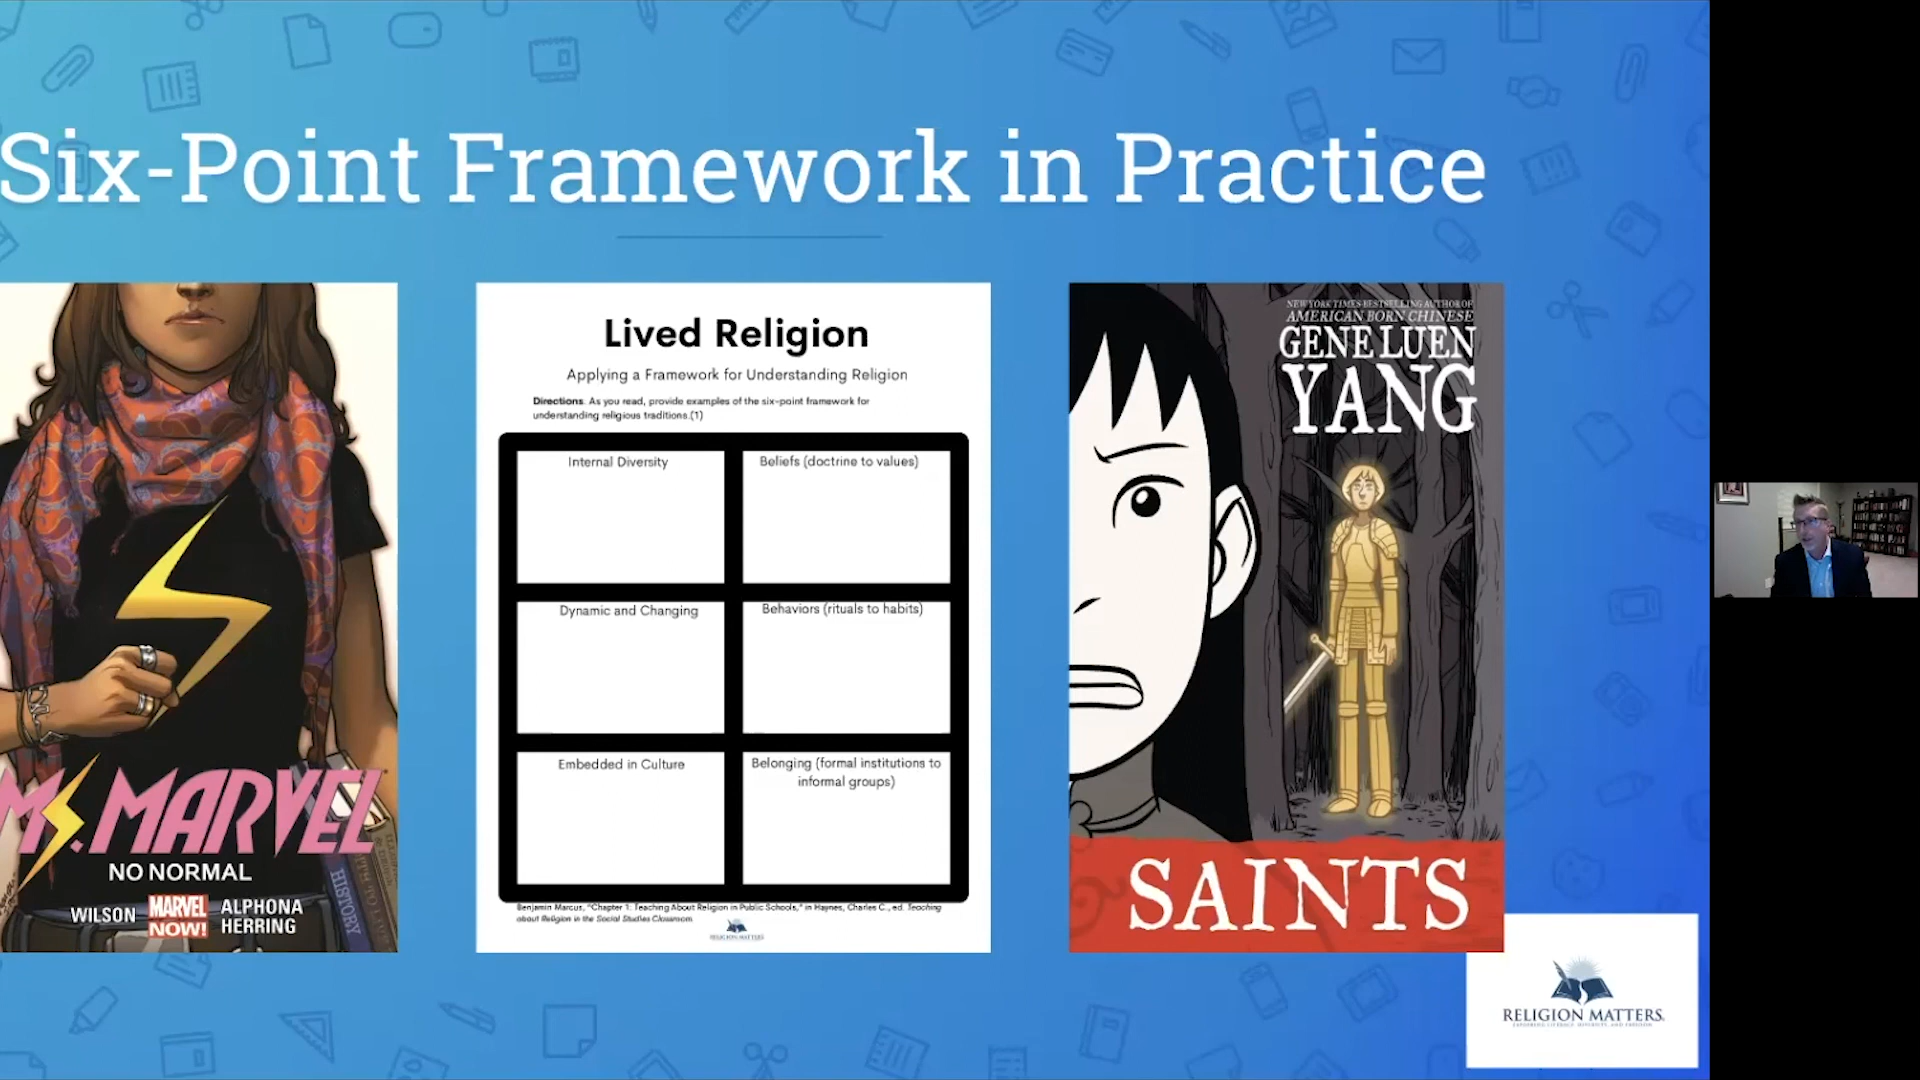 Six-Point Framework in Practice
MS. MARVEL
NO NORMAL
WILSON
MARVEL
NOW!
ALPHONA
HERRING
HISTORY
Lived Religion
Applying a Framework for Understanding Religion
Directions: As you read, provide examples of the six-point framework for
understanding religious traditions.(1)
Internal Diversity
Beliefs (doctrine to values)
Dynamic and Changing
Behaviors (rituals to habits)
Embedded in Culture
Belonging (formal institutions to
informal groups)
Benjamin Marcus, "Chapter 1: Teaching About Religion in Public Schools," in Haynes, Charles C., ed. Teaching
about Religion in the Social Studies Classroom.
RELIGION MATTERS
NEW YORK TIMES-BESTSELLING AUTHOR OF
AMERICAN BORN CHINESE
GENE LUEN
YANG
SAINTS
RELIGION MATTERS